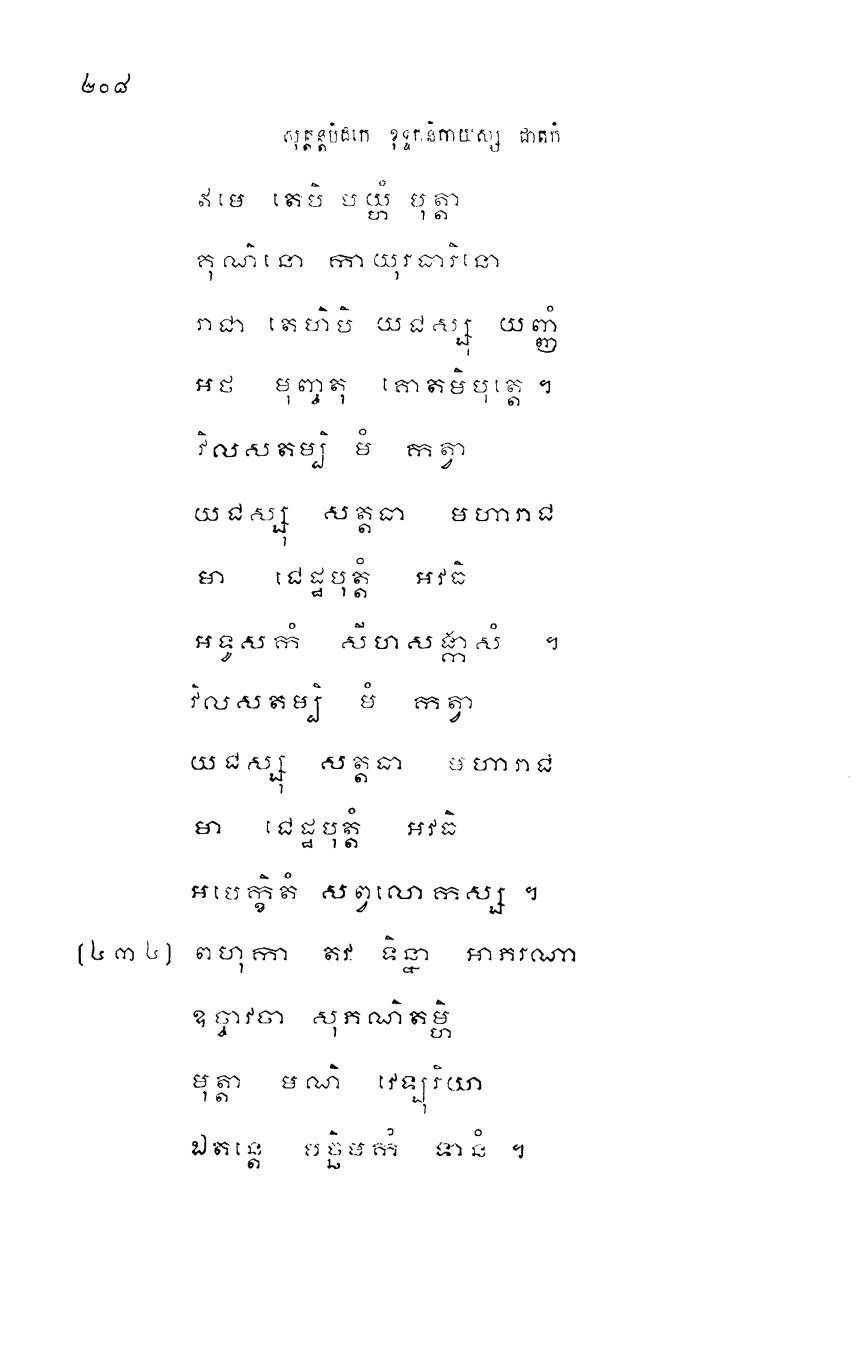 ២០៨
សុត្តន្តបិដកេ ខុទ្ទកនិកាយស្ស ជាតកំ
ឥមេ តេបិ មយ្ហំ បុត្តា
គុណិនោ កាយុរធារិនោ
រាជា តេហិបិ យជស្សុ យញ្ញំ
អថ មុញ្ចតុ គោតមិបុត្តេ ។
វិលសតម្បិ មំ កត្វា
យជស្សុ សត្តធា មហារាជ
មា ជេដ្ឋបុត្តំ អវធិ
អទូសកំ សីហសង្កាសំ ។
វិលសតម្បិ មំ កត្វា
យជស្សុ សត្តធា មហារាជ
មា ជេដ្ឋបុត្តំ អវធិ
អបេក្ខិតំ សព្វលោកស្ស ។
(៤៣៤) ពហុកា តវ ទិន្នា អាភរណា
ឧច្ចាវចា សុភណិតម្ហិ
មុត្តា មណិ វេឡុរិយា
ឯតន្តេ បច្ឆិមកំ ទានំ ។